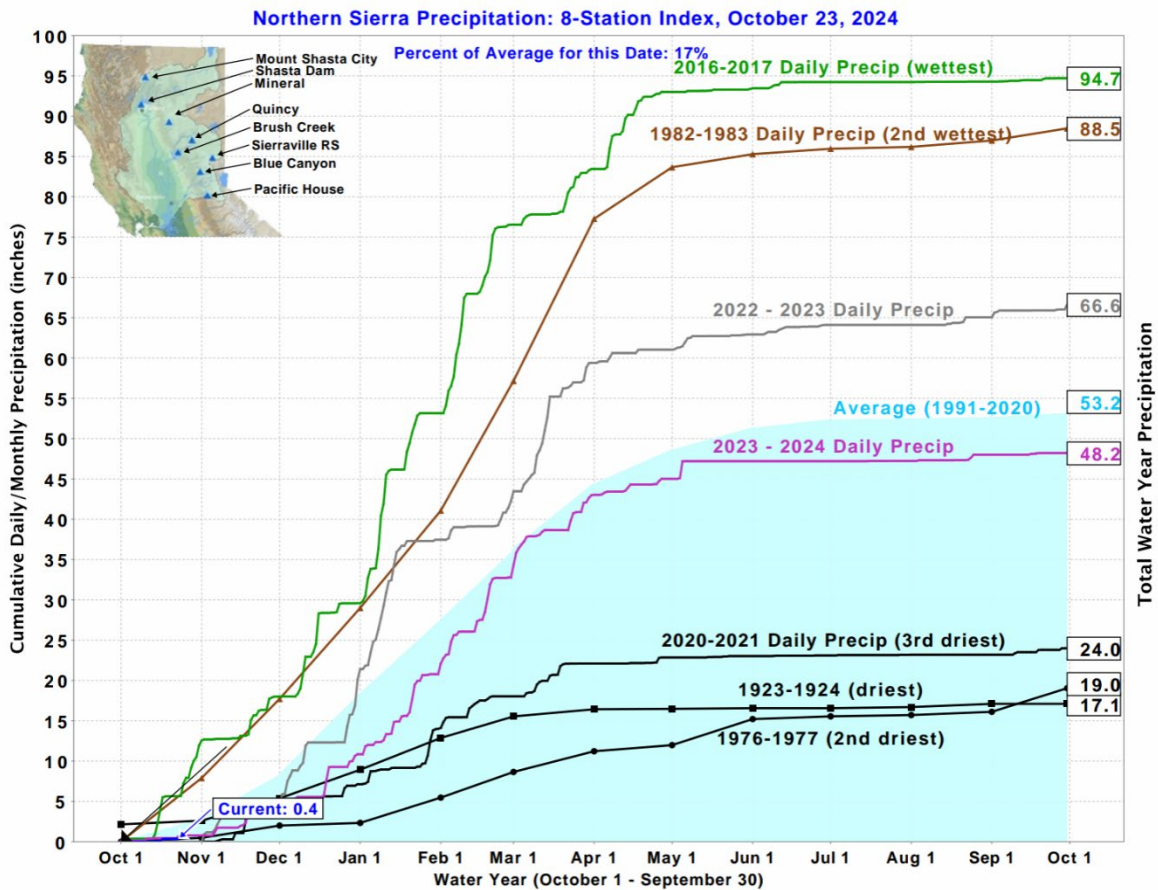 Northern Sierra Precipitation: 8-Station Index, October 23, 2024
Percent of Average for this Date: 17%
Mount Shasta City
Shasta Dam
Mineral
Quincy
Brush Creek
Sierraville RS
Blue Canyon
Pacific House
2016-2017 Daily Precip (wettest)
94.7
1982-1983 Daily Precip (2nd wettest)
88.5
2022 - 2023 Daily Precip
66.6
Average (1991-2020)
53.2
2023 - 2024 Daily Precip
48.2
2020-2021 Daily Precip (3rd driest)
24.0
1923-1924 (driest)
19.0
17.1
1976-1977 (2nd driest)
Current: 0.4
Cumulative Daily/Monthly Precipitation (inches)
100
95
90
85
80
75
70
65
60
55
50
45
40
35
30
25
20
15
10
5
0
Total Water Year Precipitation
Oct 1 Nov 1 Dec 1 Jan 1 Feb 1 Mar 1 Apr 1 May 1 Jun 1 Jul 1 Aug 1 Sep 1 Oct 1
Water Year (October 1 - September 30)